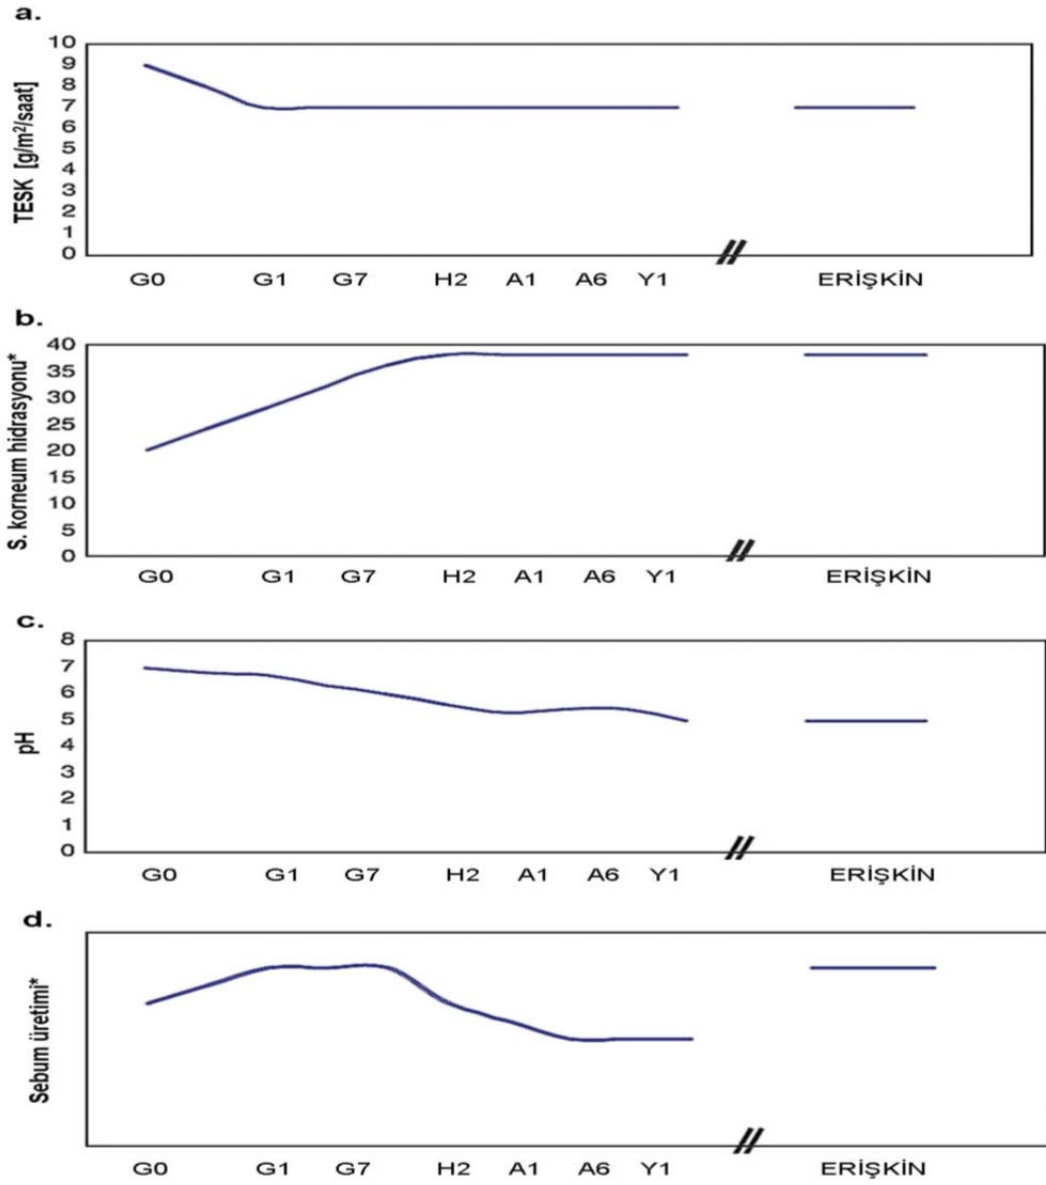 a.
TESK [g/m²/saat]
10
9
8
7
6
5
4
3
2
1
0
G0 G1 G7 H2 A1 A6 Y1 ERİŞKİN
b.
S. korneum hidrasyonu*
40
35
30
25
20
15
10
5
0
G0 G1 G7 H2 A1 A6 Y1 ERİŞKİN
c.
pH
8
7
6
5
4
3
2
1
0
G0 G1 G7 H2 A1 A6 Y1 ERİŞKİN
d.
Sebum üretimi*
G0 G1 G7 H2 A1 A6 Y1 ERİŞKİN